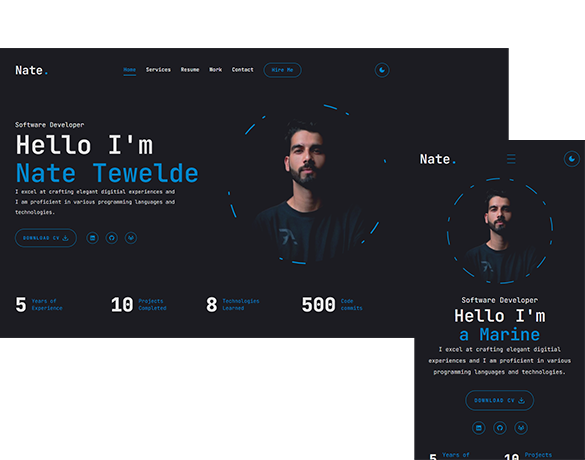 Nate.
Home Services Resume Work Contact Hire Me
Software Developer
Hello I'm
Nate Tewelde
I excel at crafting elegant digitial experiences and
I am proficient in various programming languages and
technologies.
DOWNLOAD CV
5 Years of
Experience
10 Projects
Completed
8 Technologies
Learned
500 Code
commits
Nate.
Software Developer
Hello I'm
a Marine
I excel at crafting elegant digitial
experiences and I am proficient in various
programming languages and technologies.
DOWNLOAD CV
5 Years of
10 Projects